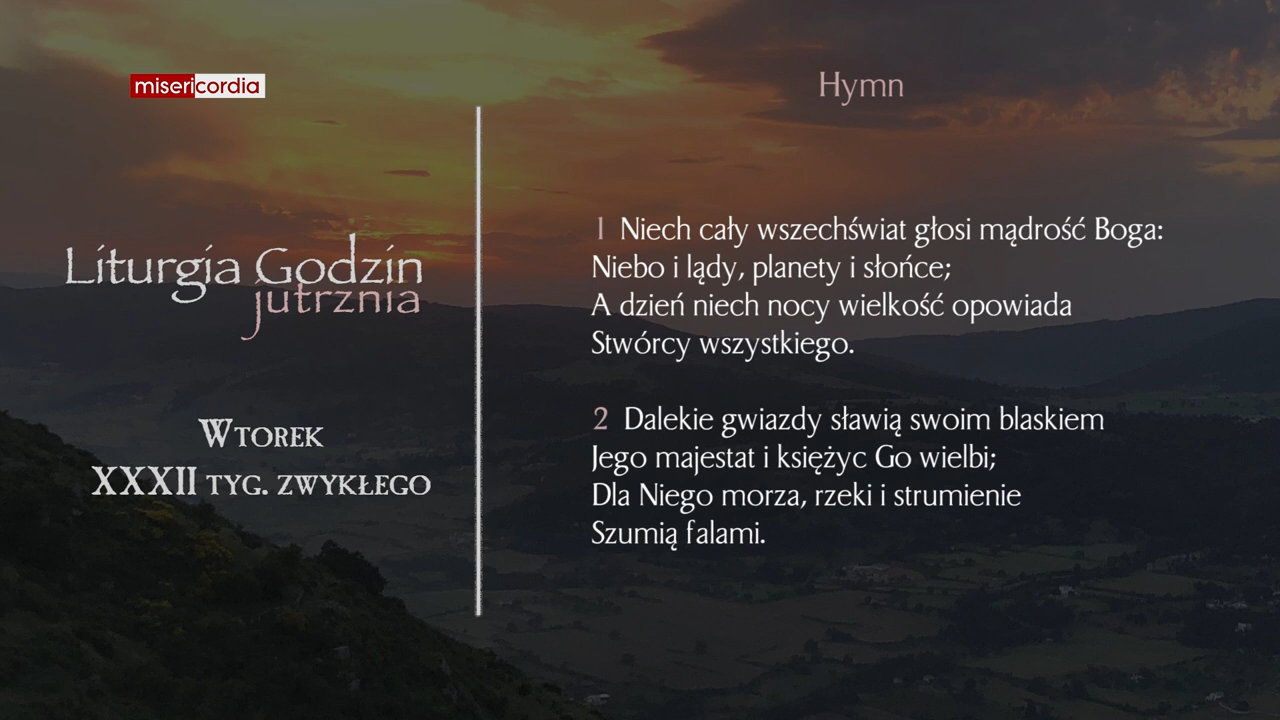 misericordia
Liturgia Godzin
jutrznia
Wtorek
XXXII tyg. zwykłego
Hymn
1 Niech cały wszechświat głosi mądrość Boga:
Niebo i lądy, planety i słońce;
A dzień niech nocy wielkość opowiada
Stwórcy wszystkiego.
2 Dalekie gwiazdy sławią swoim blaskiem
Jego majestat i księżyc Go wielbi;
Dla Niego morza, rzeki i strumienie
Szumią falami.